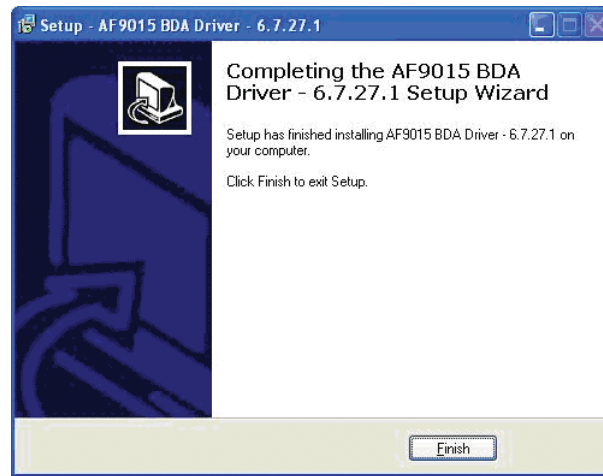 Setup - AF9015 BDA Driver - 6.7.27.1
Completing the AF9015 BDA
Driver - 6.7.27.1 Setup Wizard
Setup has finished installing AF9015 BDA Driver - 6.7.27.1 on
your computer.
Click Finish to exit Setup.
Finish